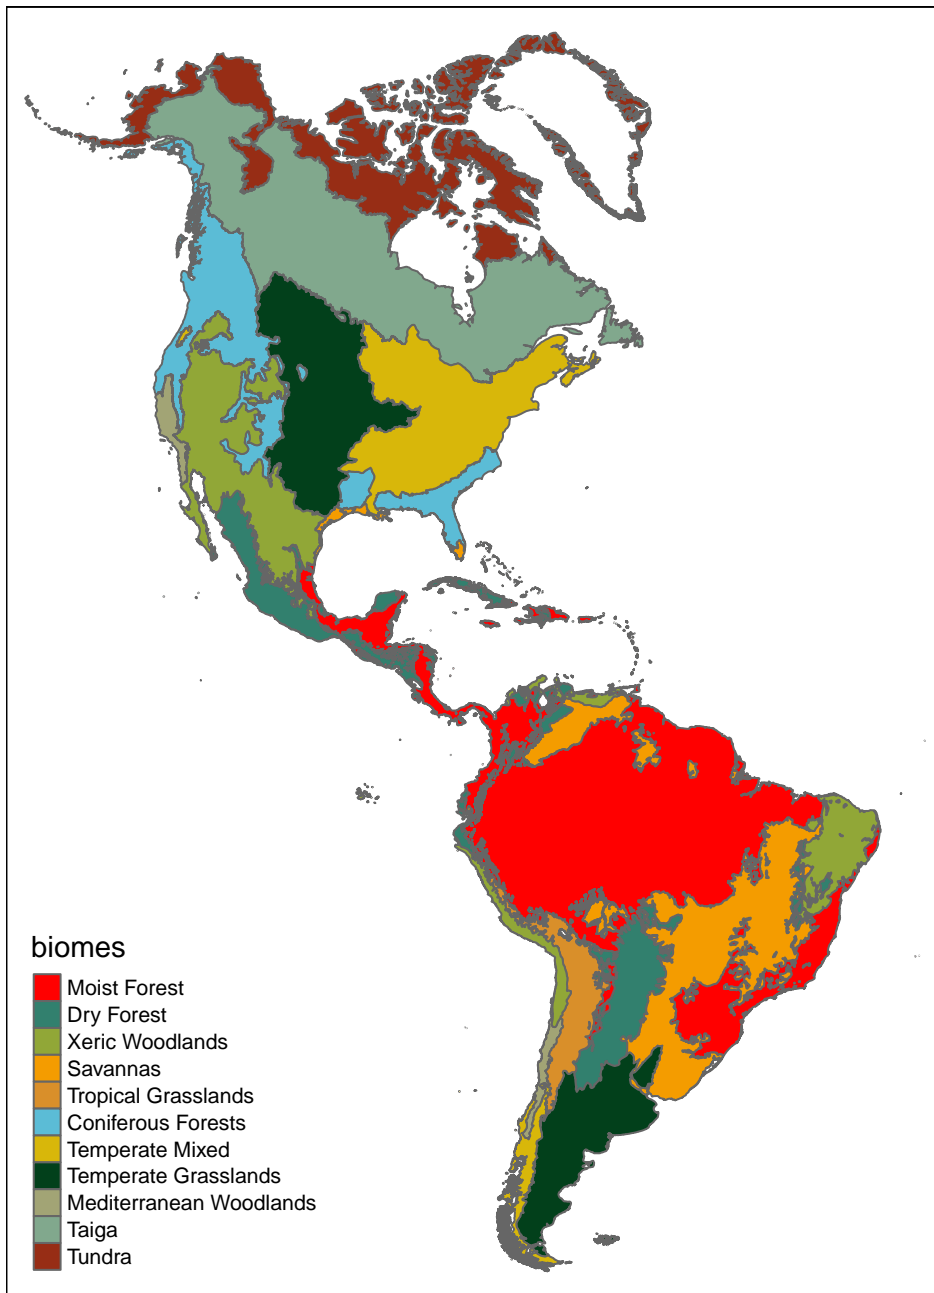 biomes
Moist Forest
Dry Forest
Xeric Woodlands
Savannas
Tropical Grasslands
Coniferous Forests
Temperate Mixed
Temperate Grasslands
Mediterranean Woodlands
Taiga
Tundra